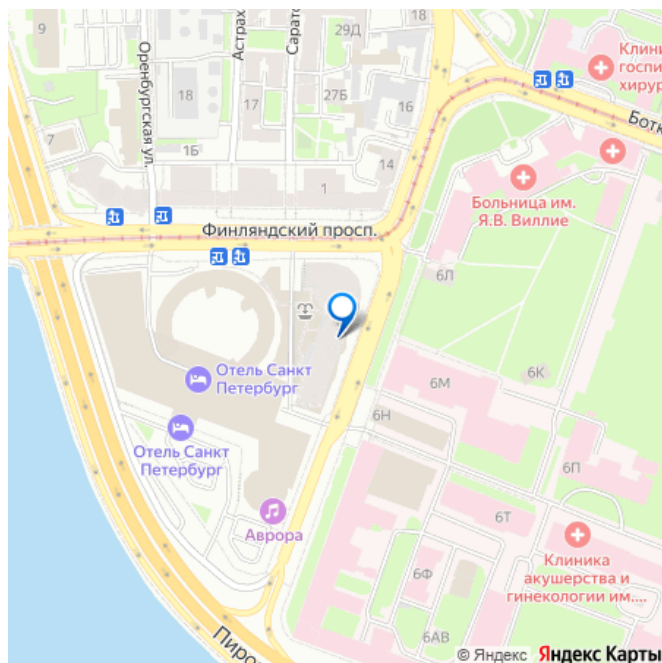 9
Оренбургская ул.
Астрах
Сарато
29Д
18
Клини
госпи
хирур
18
17
27Б
16
7
1Б
14
1
Ботк
Больница им.
Я.В. Виллие
Финляндский просп.
6Л
Отель Санкт
Петербург
6М
6К
6Н
Отель Санкт
Петербург
6П
6Т
Аврора
Клиника
акушерства и
гинекологии им....
6Ф
6АВ
Пиро
© Яндекс Яндекс Карты